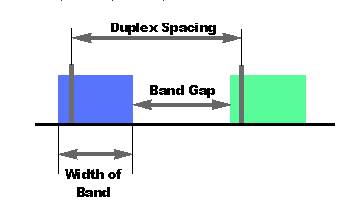 Duplex Spacing
Band Gap
Width of
Band